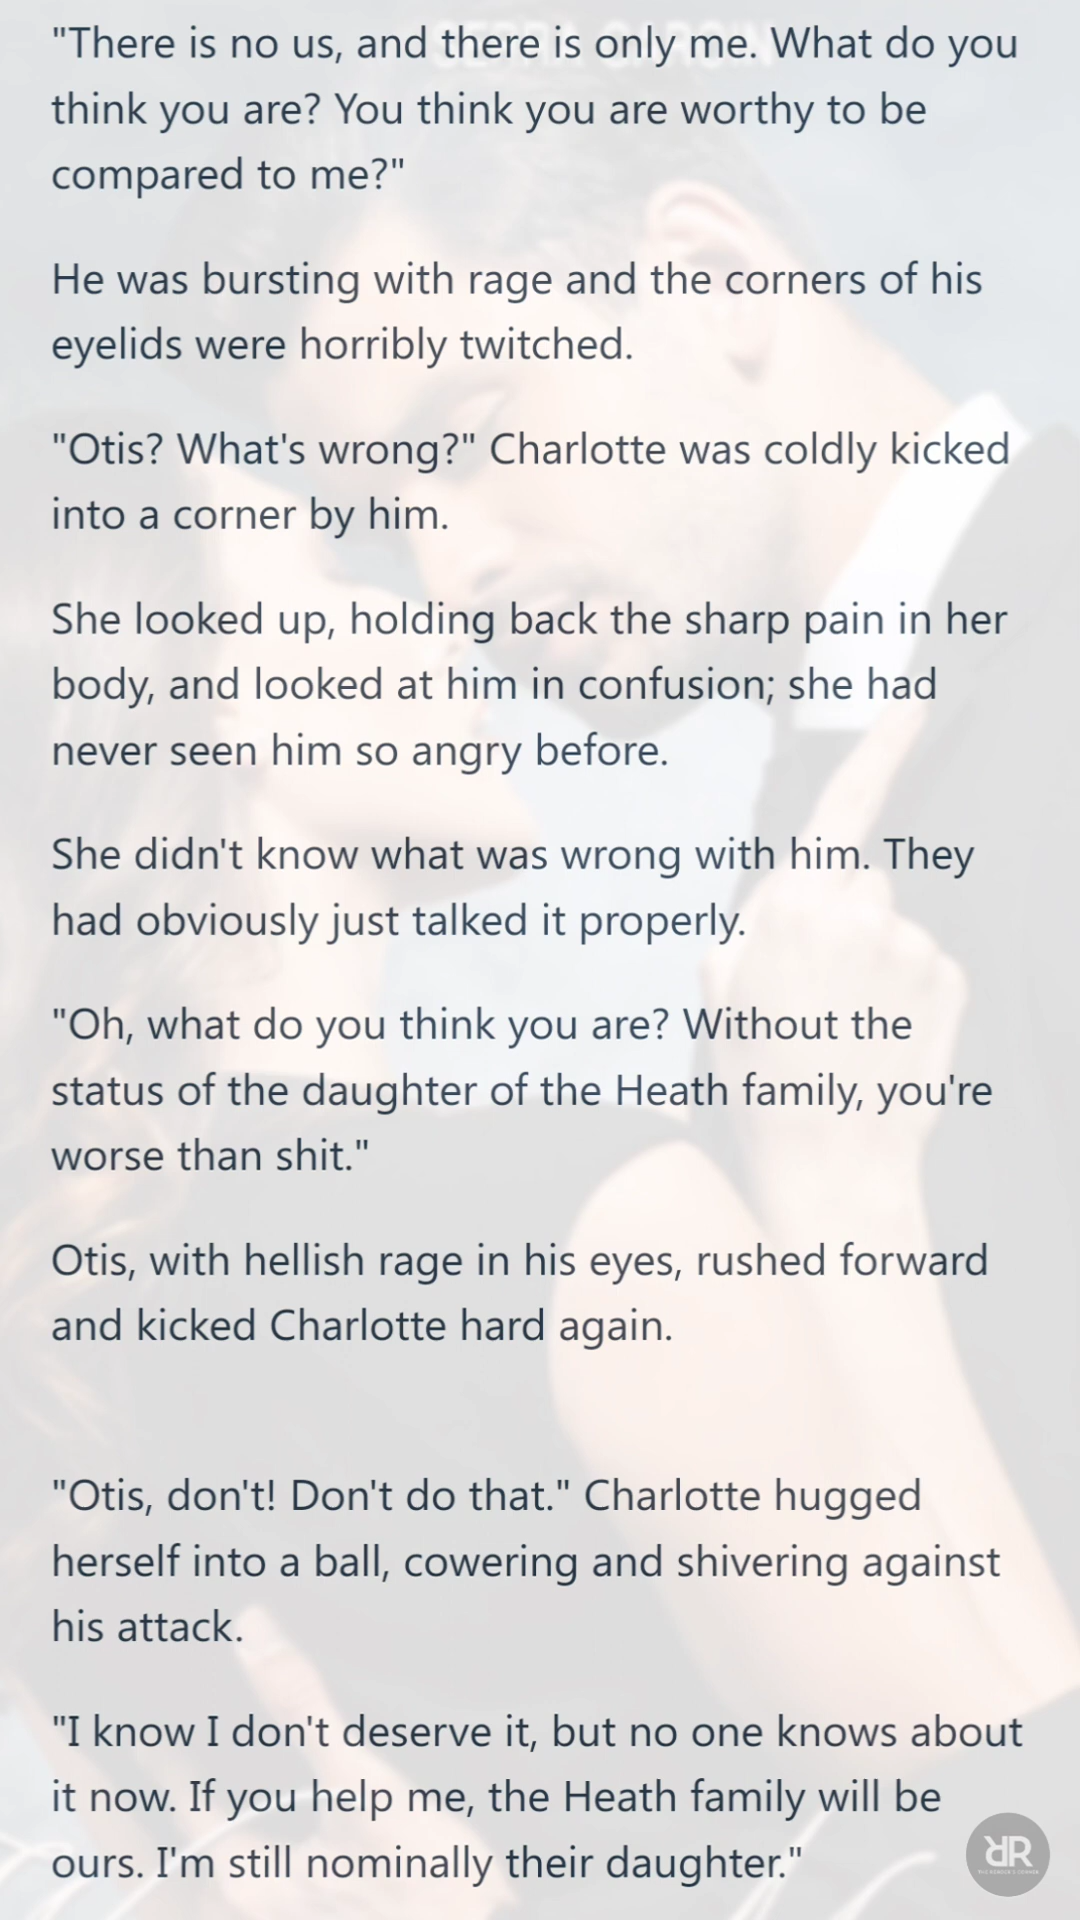 "There is no us, and there is only me. What do you
think you are? You think you are worthy to be
compared to me?"
He was bursting with rage and the corners of his
eyelids were horribly twitched.
"Otis? What's wrong?" Charlotte was coldly kicked
into a corner by him.
She looked up, holding back the sharp pain in her
body, and looked at him in confusion; she had
never seen him so angry before.
She didn't know what was wrong with him. They
had obviously just talked it properly.
"Oh, what do you think you are? Without the
status of the daughter of the Heath family, you're
worse than shit."
Otis, with hellish rage in his eyes, rushed forward
and kicked Charlotte hard again.
"Otis, don't! Don't do that." Charlotte hugged
herself into a ball, cowering and shivering against
his attack.
"I know I don't deserve it, but no one knows about
it now. If you help me, the Heath family will be
ours. I'm still nominally their daughter."